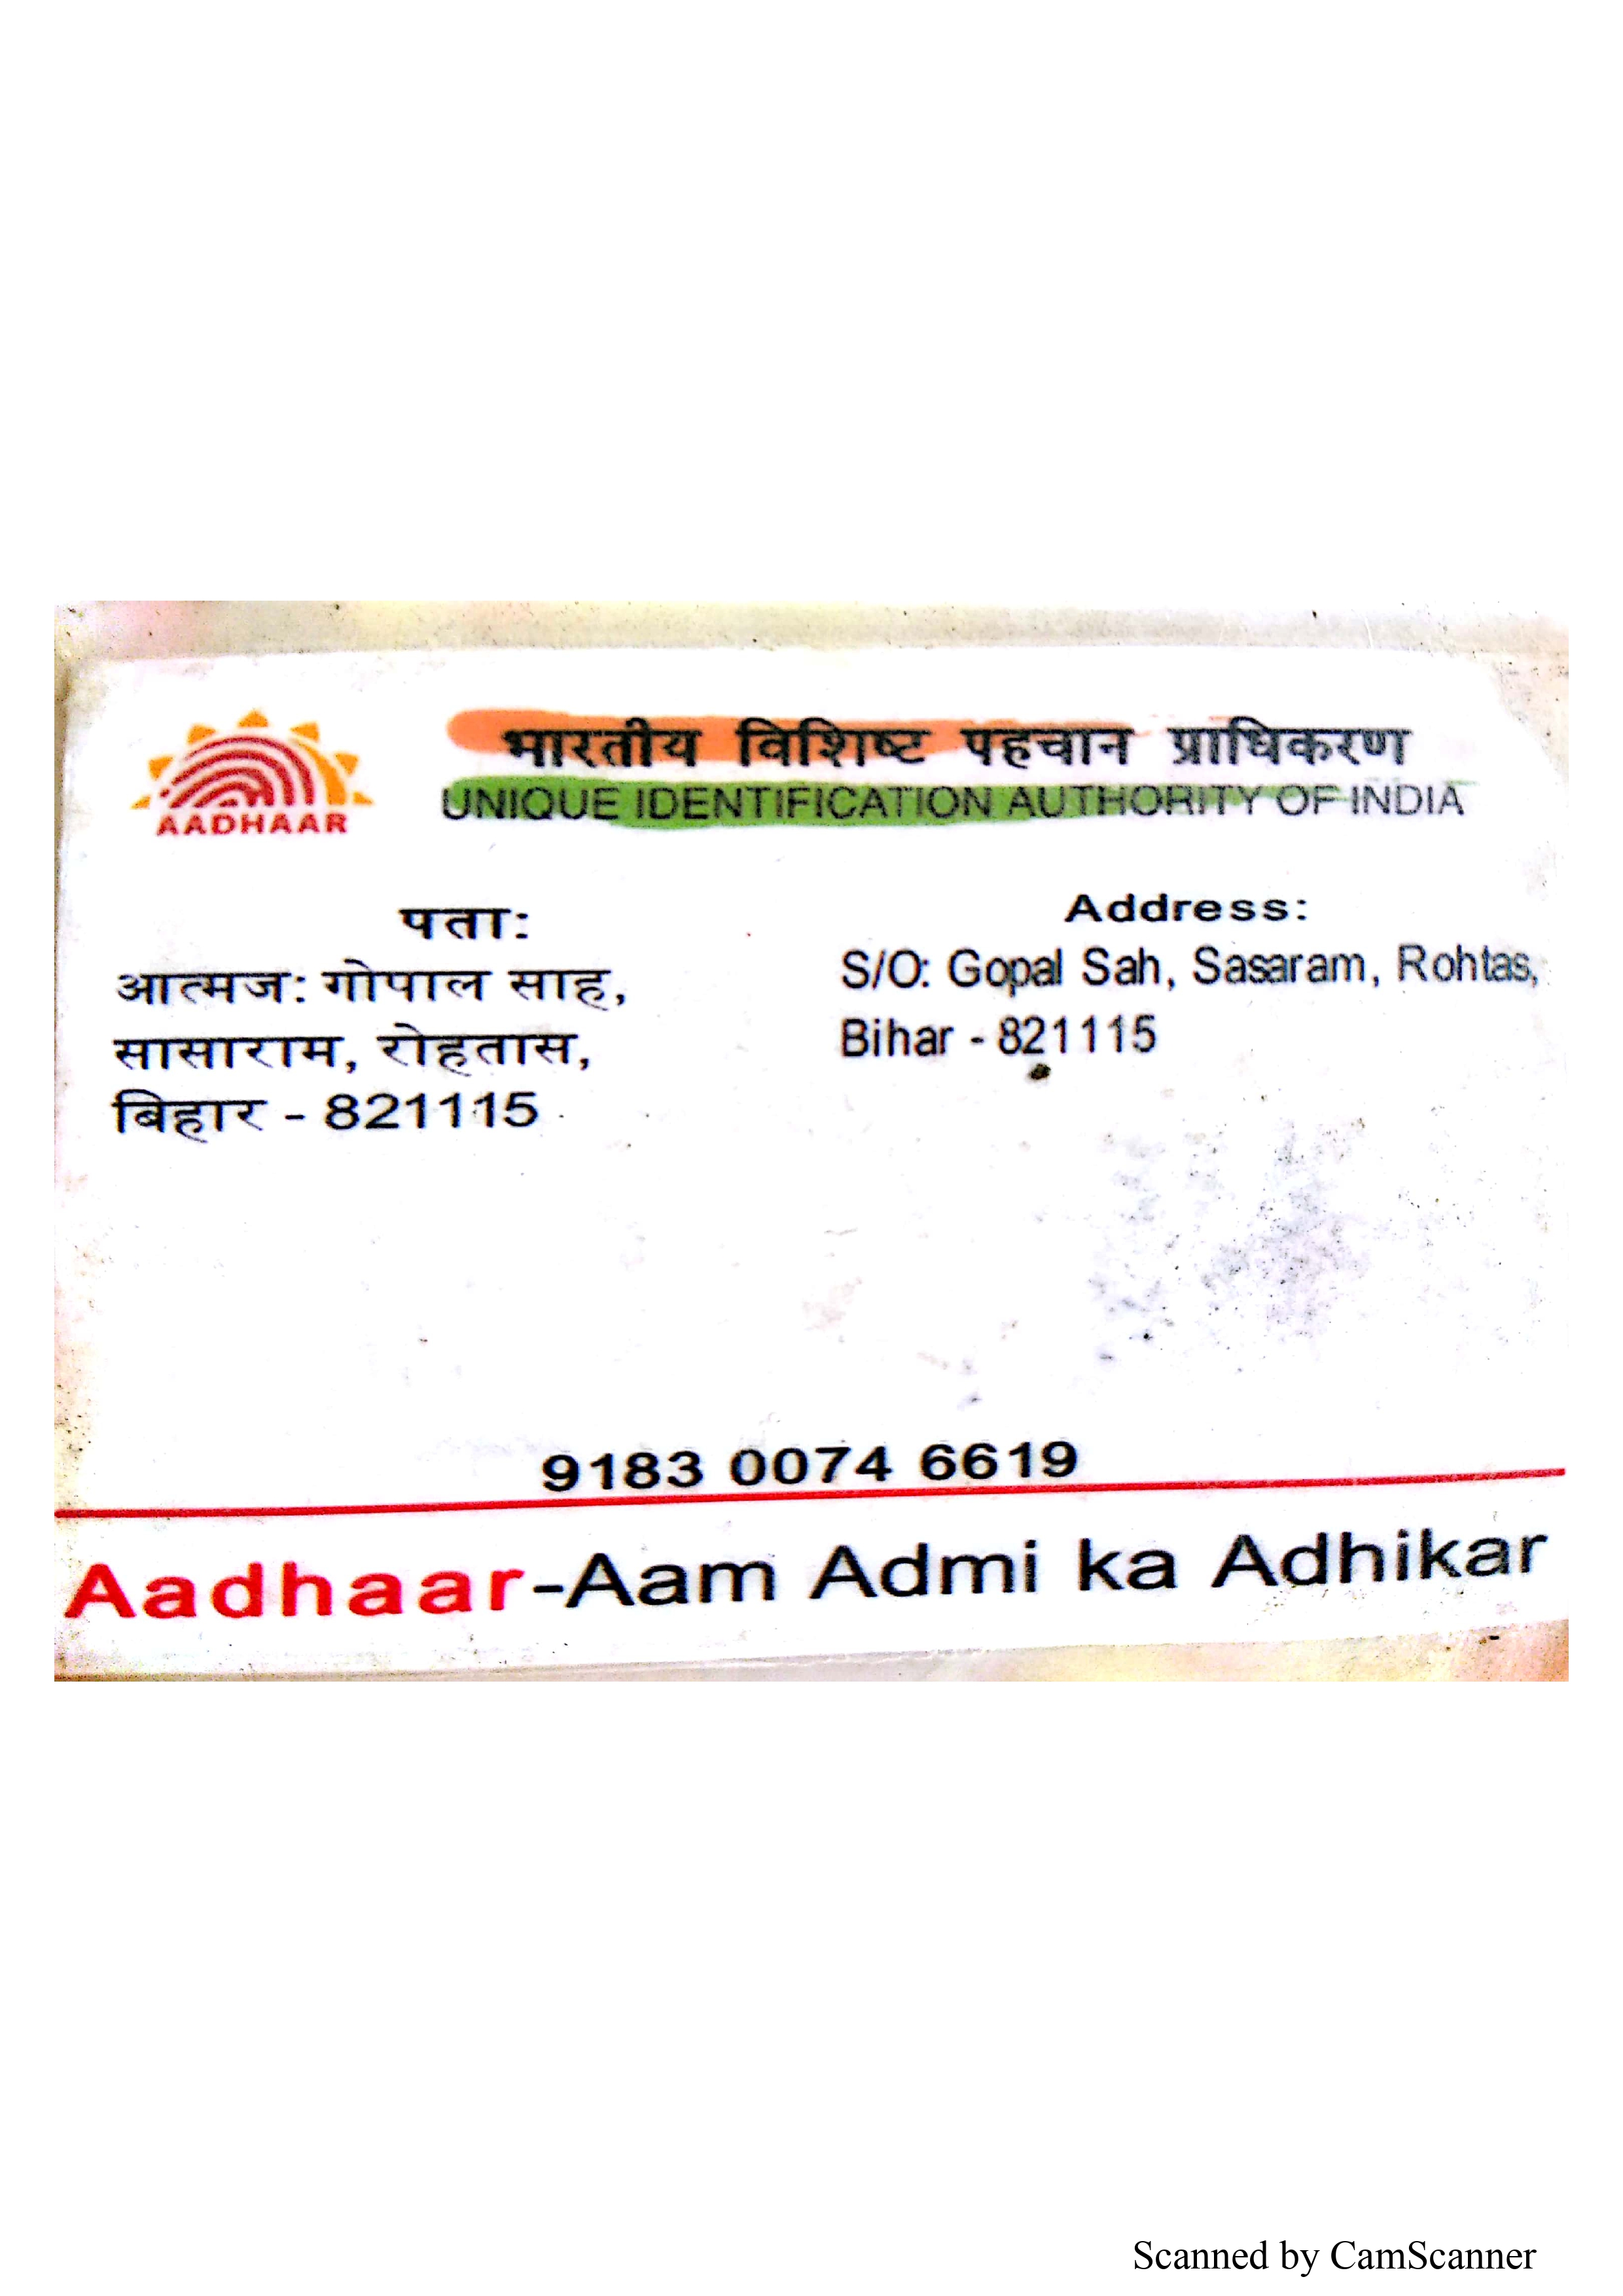 AADHAAR
भारतीय विशिष्ट पहचान प्राधिकरण
UNIQUE IDENTIFICATION AUTHORITY OF INDIA
पता:
आत्मज: गोपाल साह,
सासाराम, रोहतास,
बिहार - 821115
Address:
S/O: Gopal Sah, Sasaram, Rohtas,
Bihar - 821115
9183 0074 6619
Aadhaar-Aam Admi ka Adhikar
Scanned by CamScanner